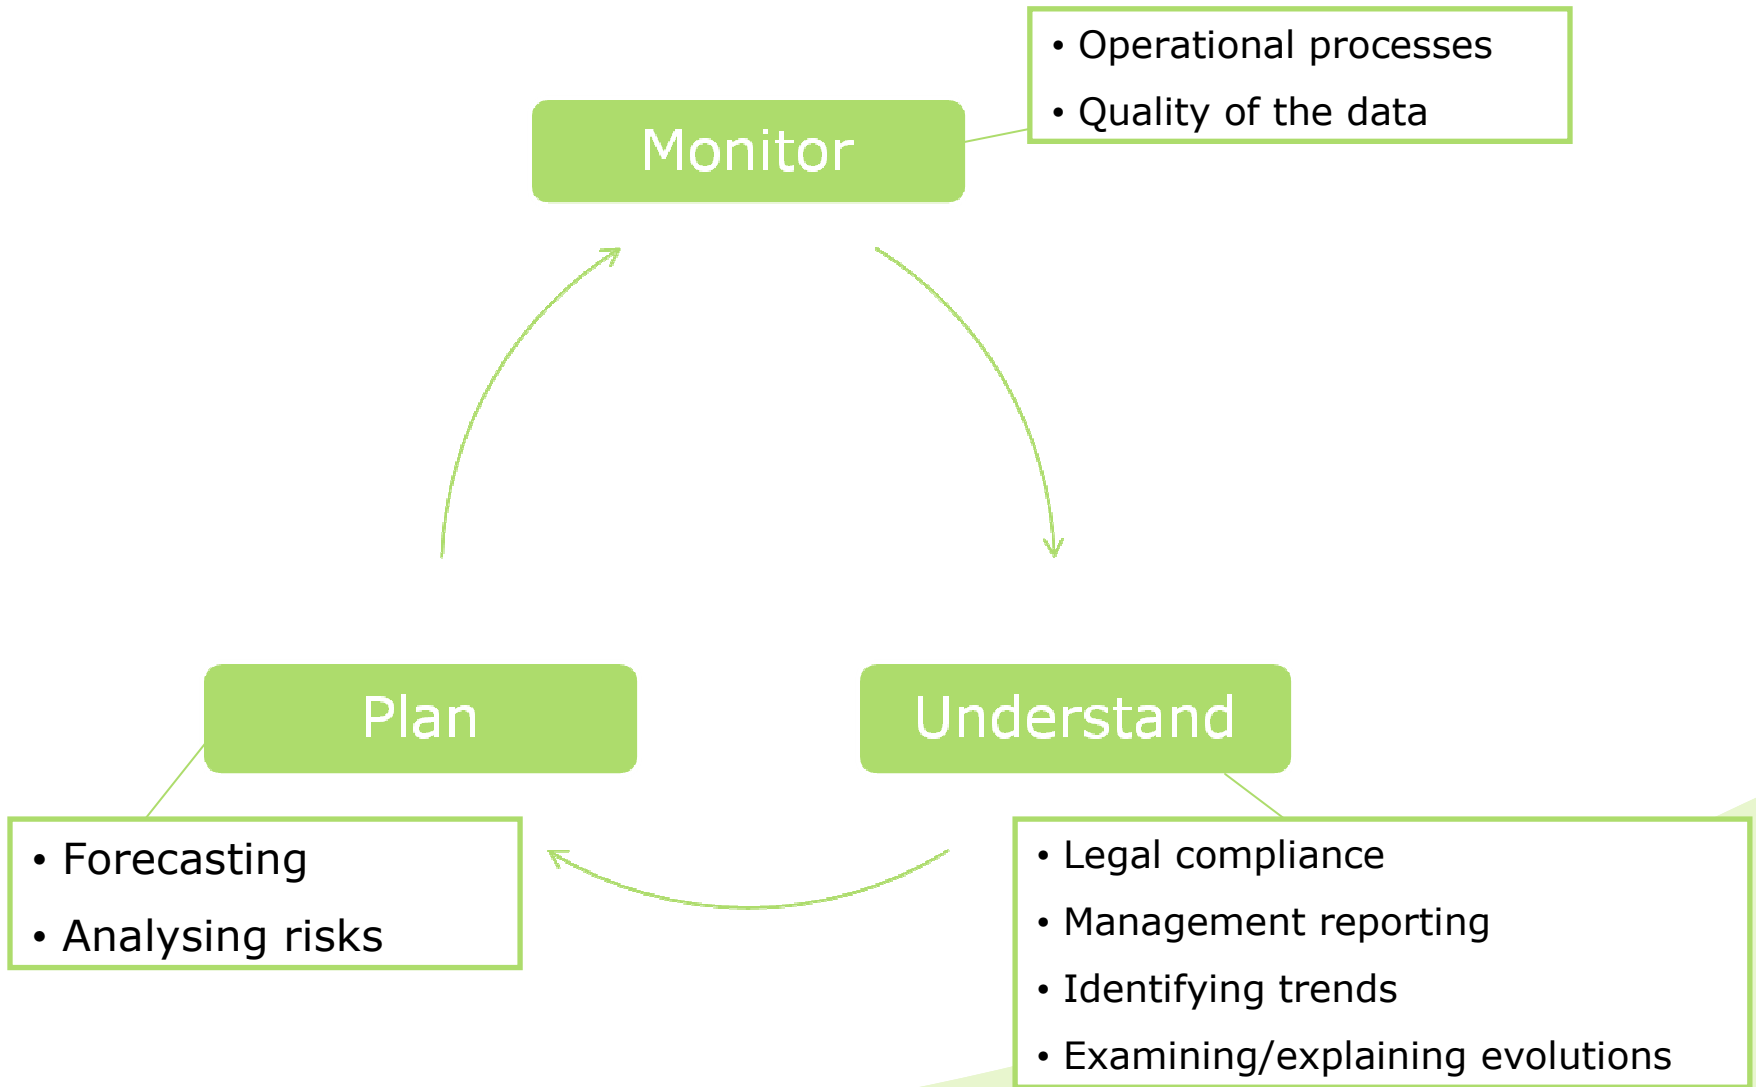 • Operational processes
• Quality of the data
Monitor
Plan
Understand
• Forecasting
• Analysing risks
• Legal compliance
• Management reporting
• Identifying trends
• Examining/explaining evolutions